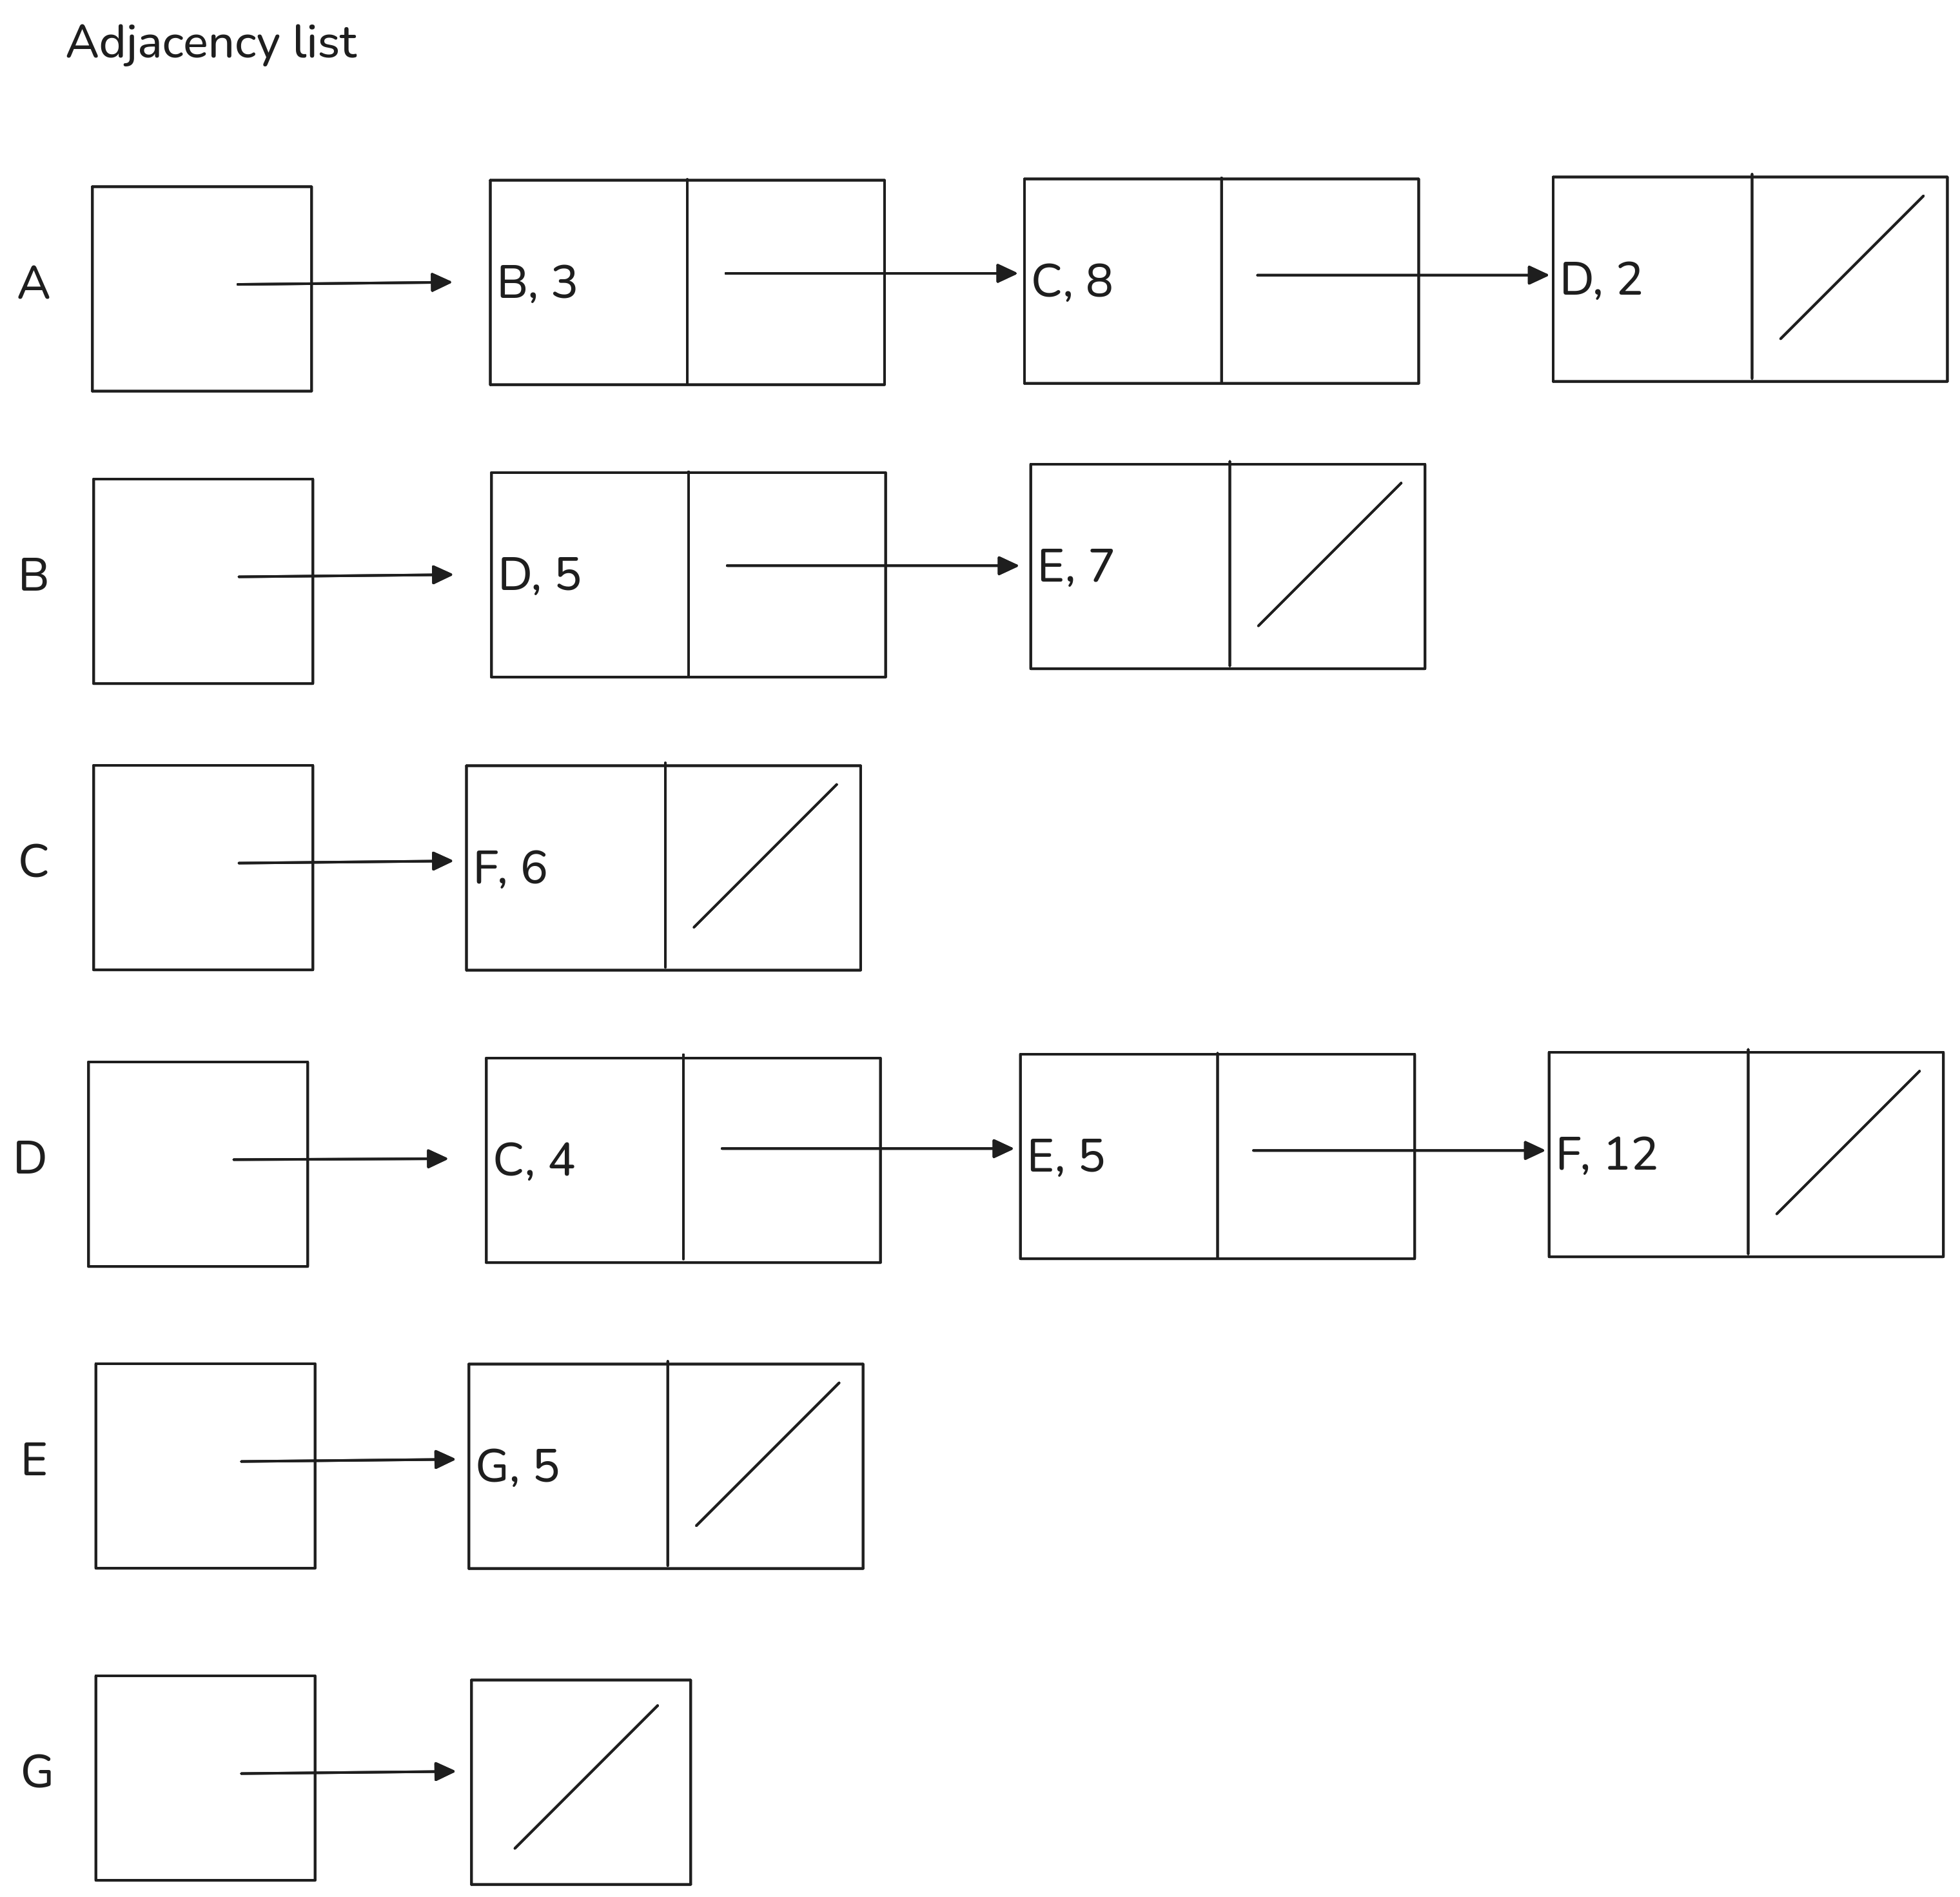 Adjacency list
A B, 3 C, 8 D, 2
B D, 5 E, 7
C F, 6
D C, 4 E, 5 F, 12
E G, 5
G